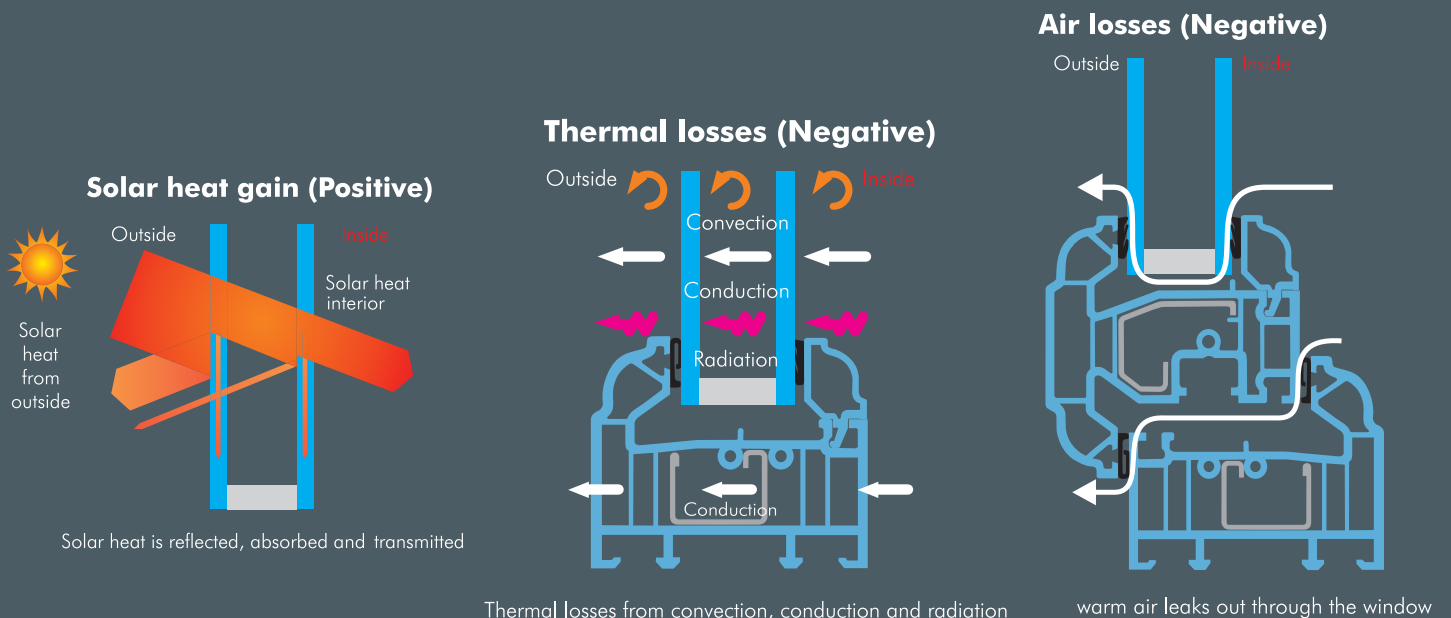 Solar heat gain (Positive)
Outside
Inside
Solar heat
interior
Solar
heat
from
outside
Solar heat is reflected, absorbed and transmitted
Thermal losses (Negative)
Outside
Inside
Convection
Conduction
Radiation
Conduction
Thermal losses from convection, conduction and radiation
Air losses (Negative)
Outside
Inside
warm air leaks out through the window